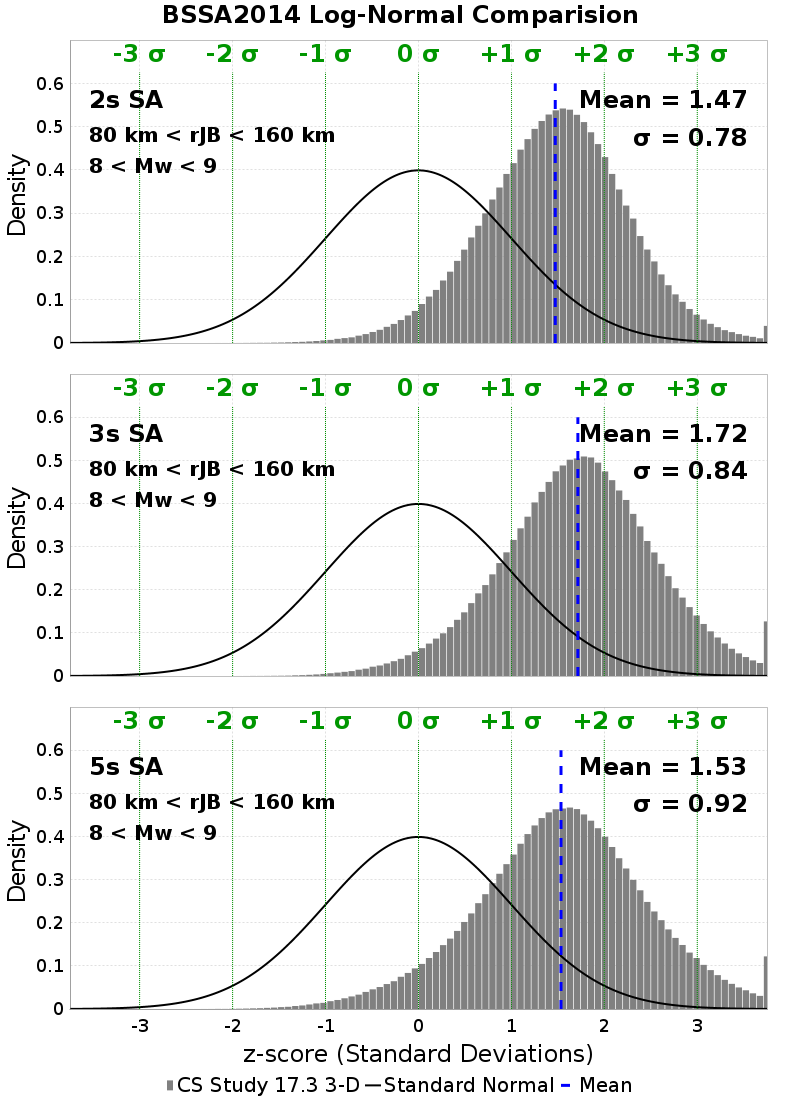 BSSA2014 Log-Normal Comparision
-3 σ -2 σ -1 σ 0 σ +1 σ +2 σ +3 σ
0.6
2s SA Mean = 1.47
0.5
80 km < rJB < 160 km σ = 0.78
8 < Mw < 9
0.4
0.3
0.2
0.1
0
Density
-3 σ -2 σ -1 σ 0 σ +1 σ +2 σ +3 σ
0.6
3s SA Mean = 1.72
0.5
80 km < rJB < 160 km σ = 0.84
8 < Mw < 9
0.4
0.3
0.2
0.1
0
Density
-3 σ -2 σ -1 σ 0 σ +1 σ +2 σ +3 σ
0.6
5s SA Mean = 1.53
0.5
80 km < rJB < 160 km σ = 0.92
8 < Mw < 9
0.4
0.3
0.2
0.1
0
Density
-3 -2 -1 0 1 2 3
z-score (Standard Deviations)
CS Study 17.3 3-D Standard Normal Mean